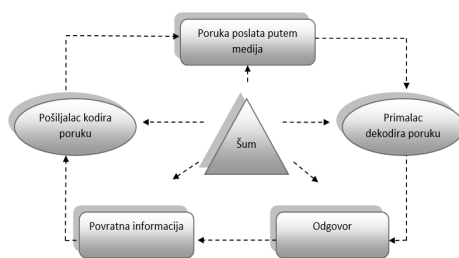 Poruka poslata putem
medija
Pošiljalac kodira
poruku
Šum
Primalac
dekodira poruku
Povratna informacija
Odgovor